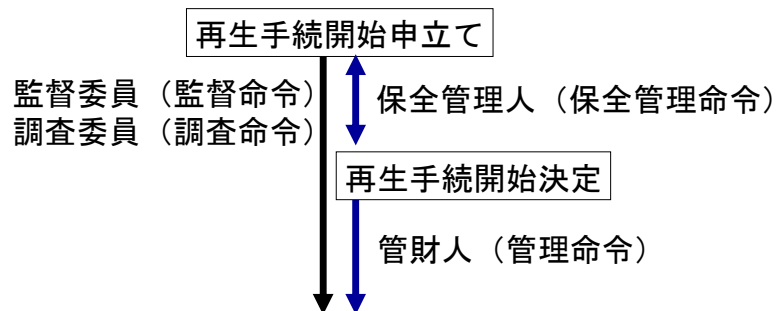 再生手続開始申立て
監督委員（監督命令）
調査委員（調査命令）
保全管理人（保全管理命令）
再生手続開始決定
管財人（管理命令）